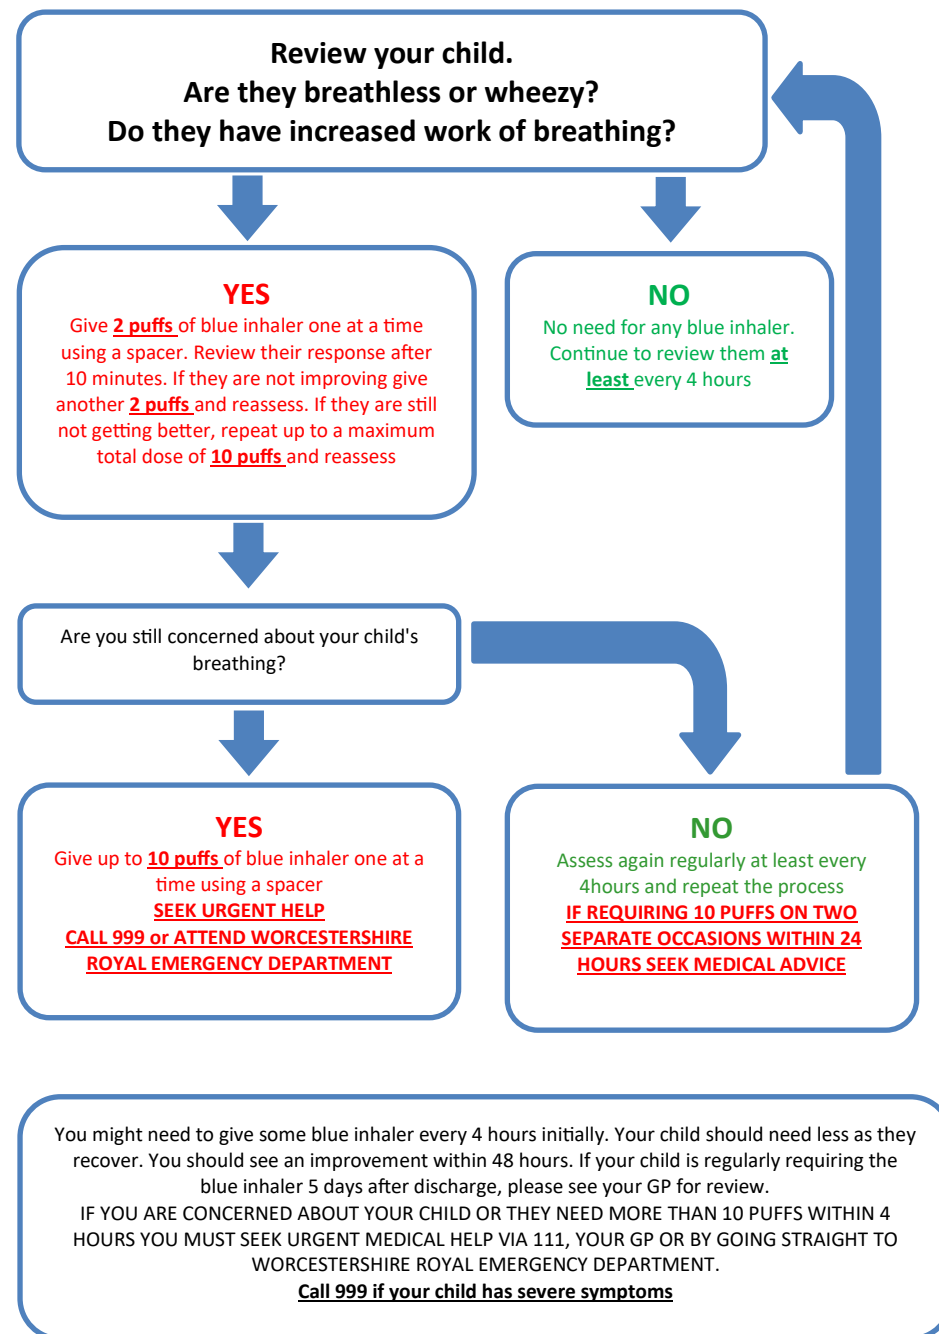 Review your child.
Are they breathless or wheezy?
Do they have increased work of breathing?
YES
Give 2 puffs of blue inhaler one at a time
using a spacer. Review their response after
10 minutes. If they are not improving give
another 2 puffs and reassess. If they are still
not getting better, repeat up to a maximum
total dose of 10 puffs and reassess
NO
No need for any blue inhaler.
Continue to review them at
least every 4 hours
Are you still concerned about your child's
breathing?
YES
Give up to 10 puffs of blue inhaler one at a
time using a spacer
SEEK URGENT HELP
CALL 999 or ATTEND WORCESTERSHIRE
ROYAL EMERGENCY DEPARTMENT
NO
Assess again regularly at least every
4hours and repeat the process
IF REQUIRING 10 PUFFS ON TWO
SEPARATE OCCASIONS WITHIN 24
HOURS SEEK MEDICAL ADVICE
You might need to give some blue inhaler every 4 hours initially. Your child should need less as they
recover. You should see an improvement within 48 hours. If your child is regularly requiring the
blue inhaler 5 days after discharge, please see your GP for review.
IF YOU ARE CONCERNED ABOUT YOUR CHILD OR THEY NEED MORE THAN 10 PUFFS WITHIN 4
HOURS YOU MUST SEEK URGENT MEDICAL HELP VIA 111, YOUR GP OR BY GOING STRAIGHT TO
WORCESTERSHIRE ROYAL EMERGENCY DEPARTMENT.
Call 999 if your child has severe symptoms